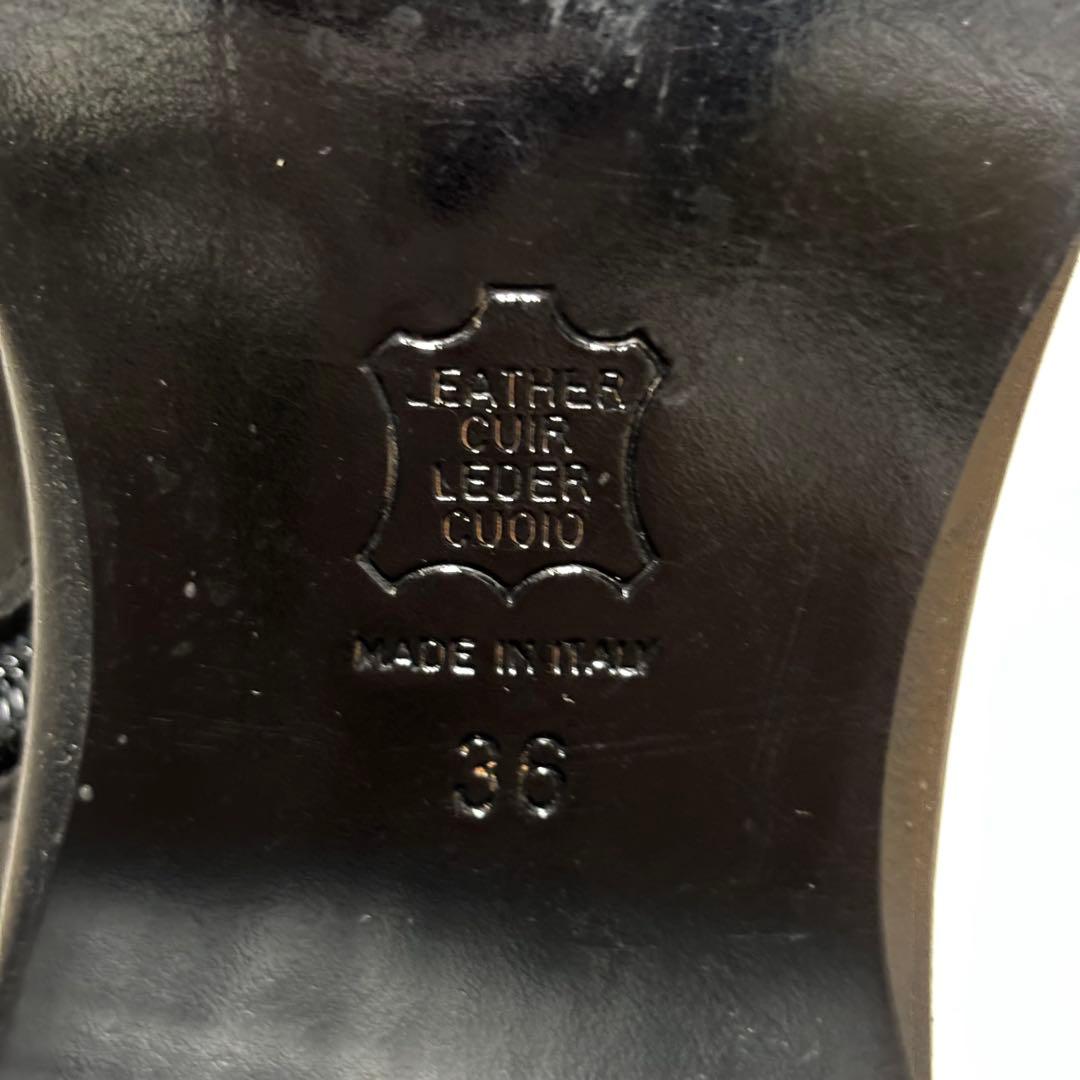 LEATHER
CUIR
LEDER
CUOIO
MADE IN ITALY
36